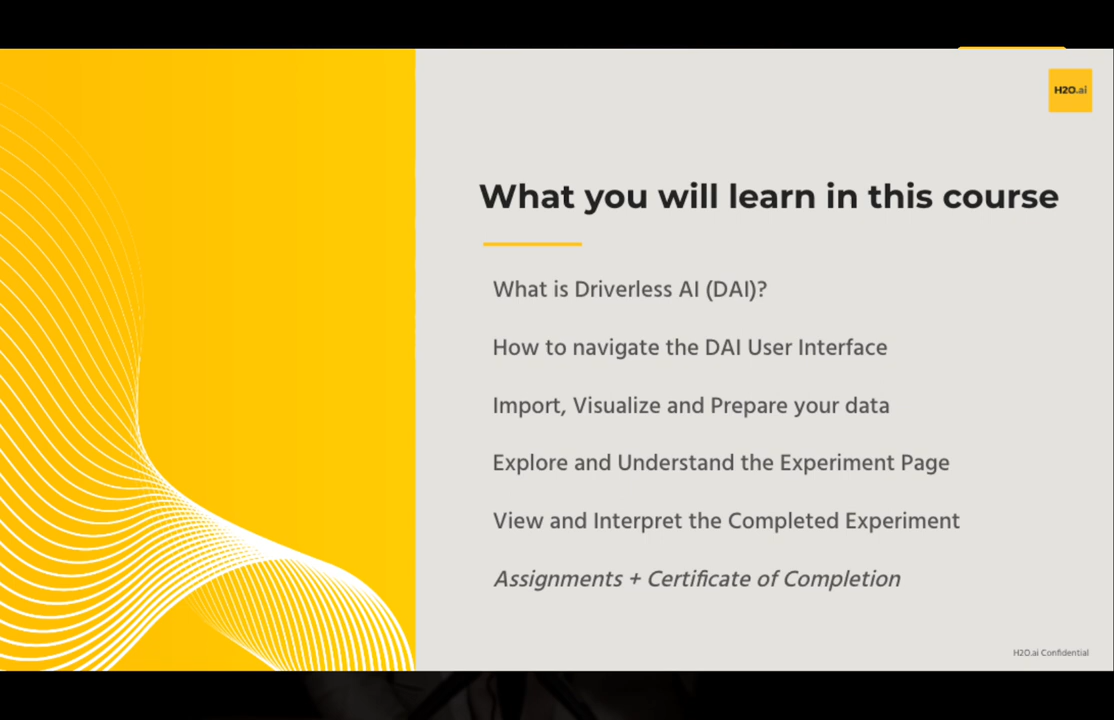 H2O.ai
What you will learn in this course
What is Driverless AI (DAI)?
How to navigate the DAI User Interface
Import, Visualize and Prepare your data
Explore and Understand the Experiment Page
View and Interpret the Completed Experiment
Assignments + Certificate of Completion
H2O.ai Confidential